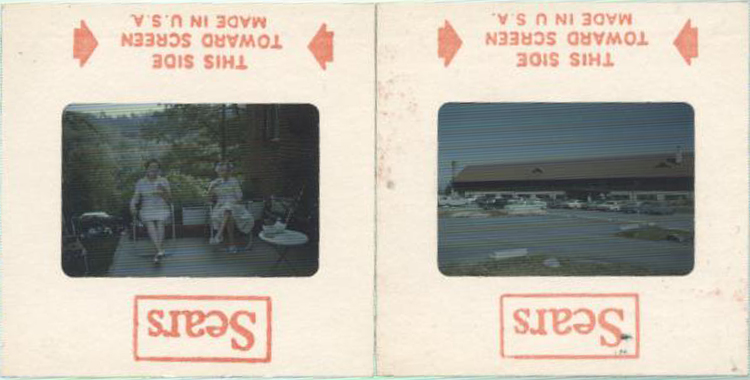 THIS SIDE
TOWARD SCREEN
MADE IN U.S.A.
Sears
THIS SIDE
TOWARD SCREEN
MADE IN U.S.A.
Sears